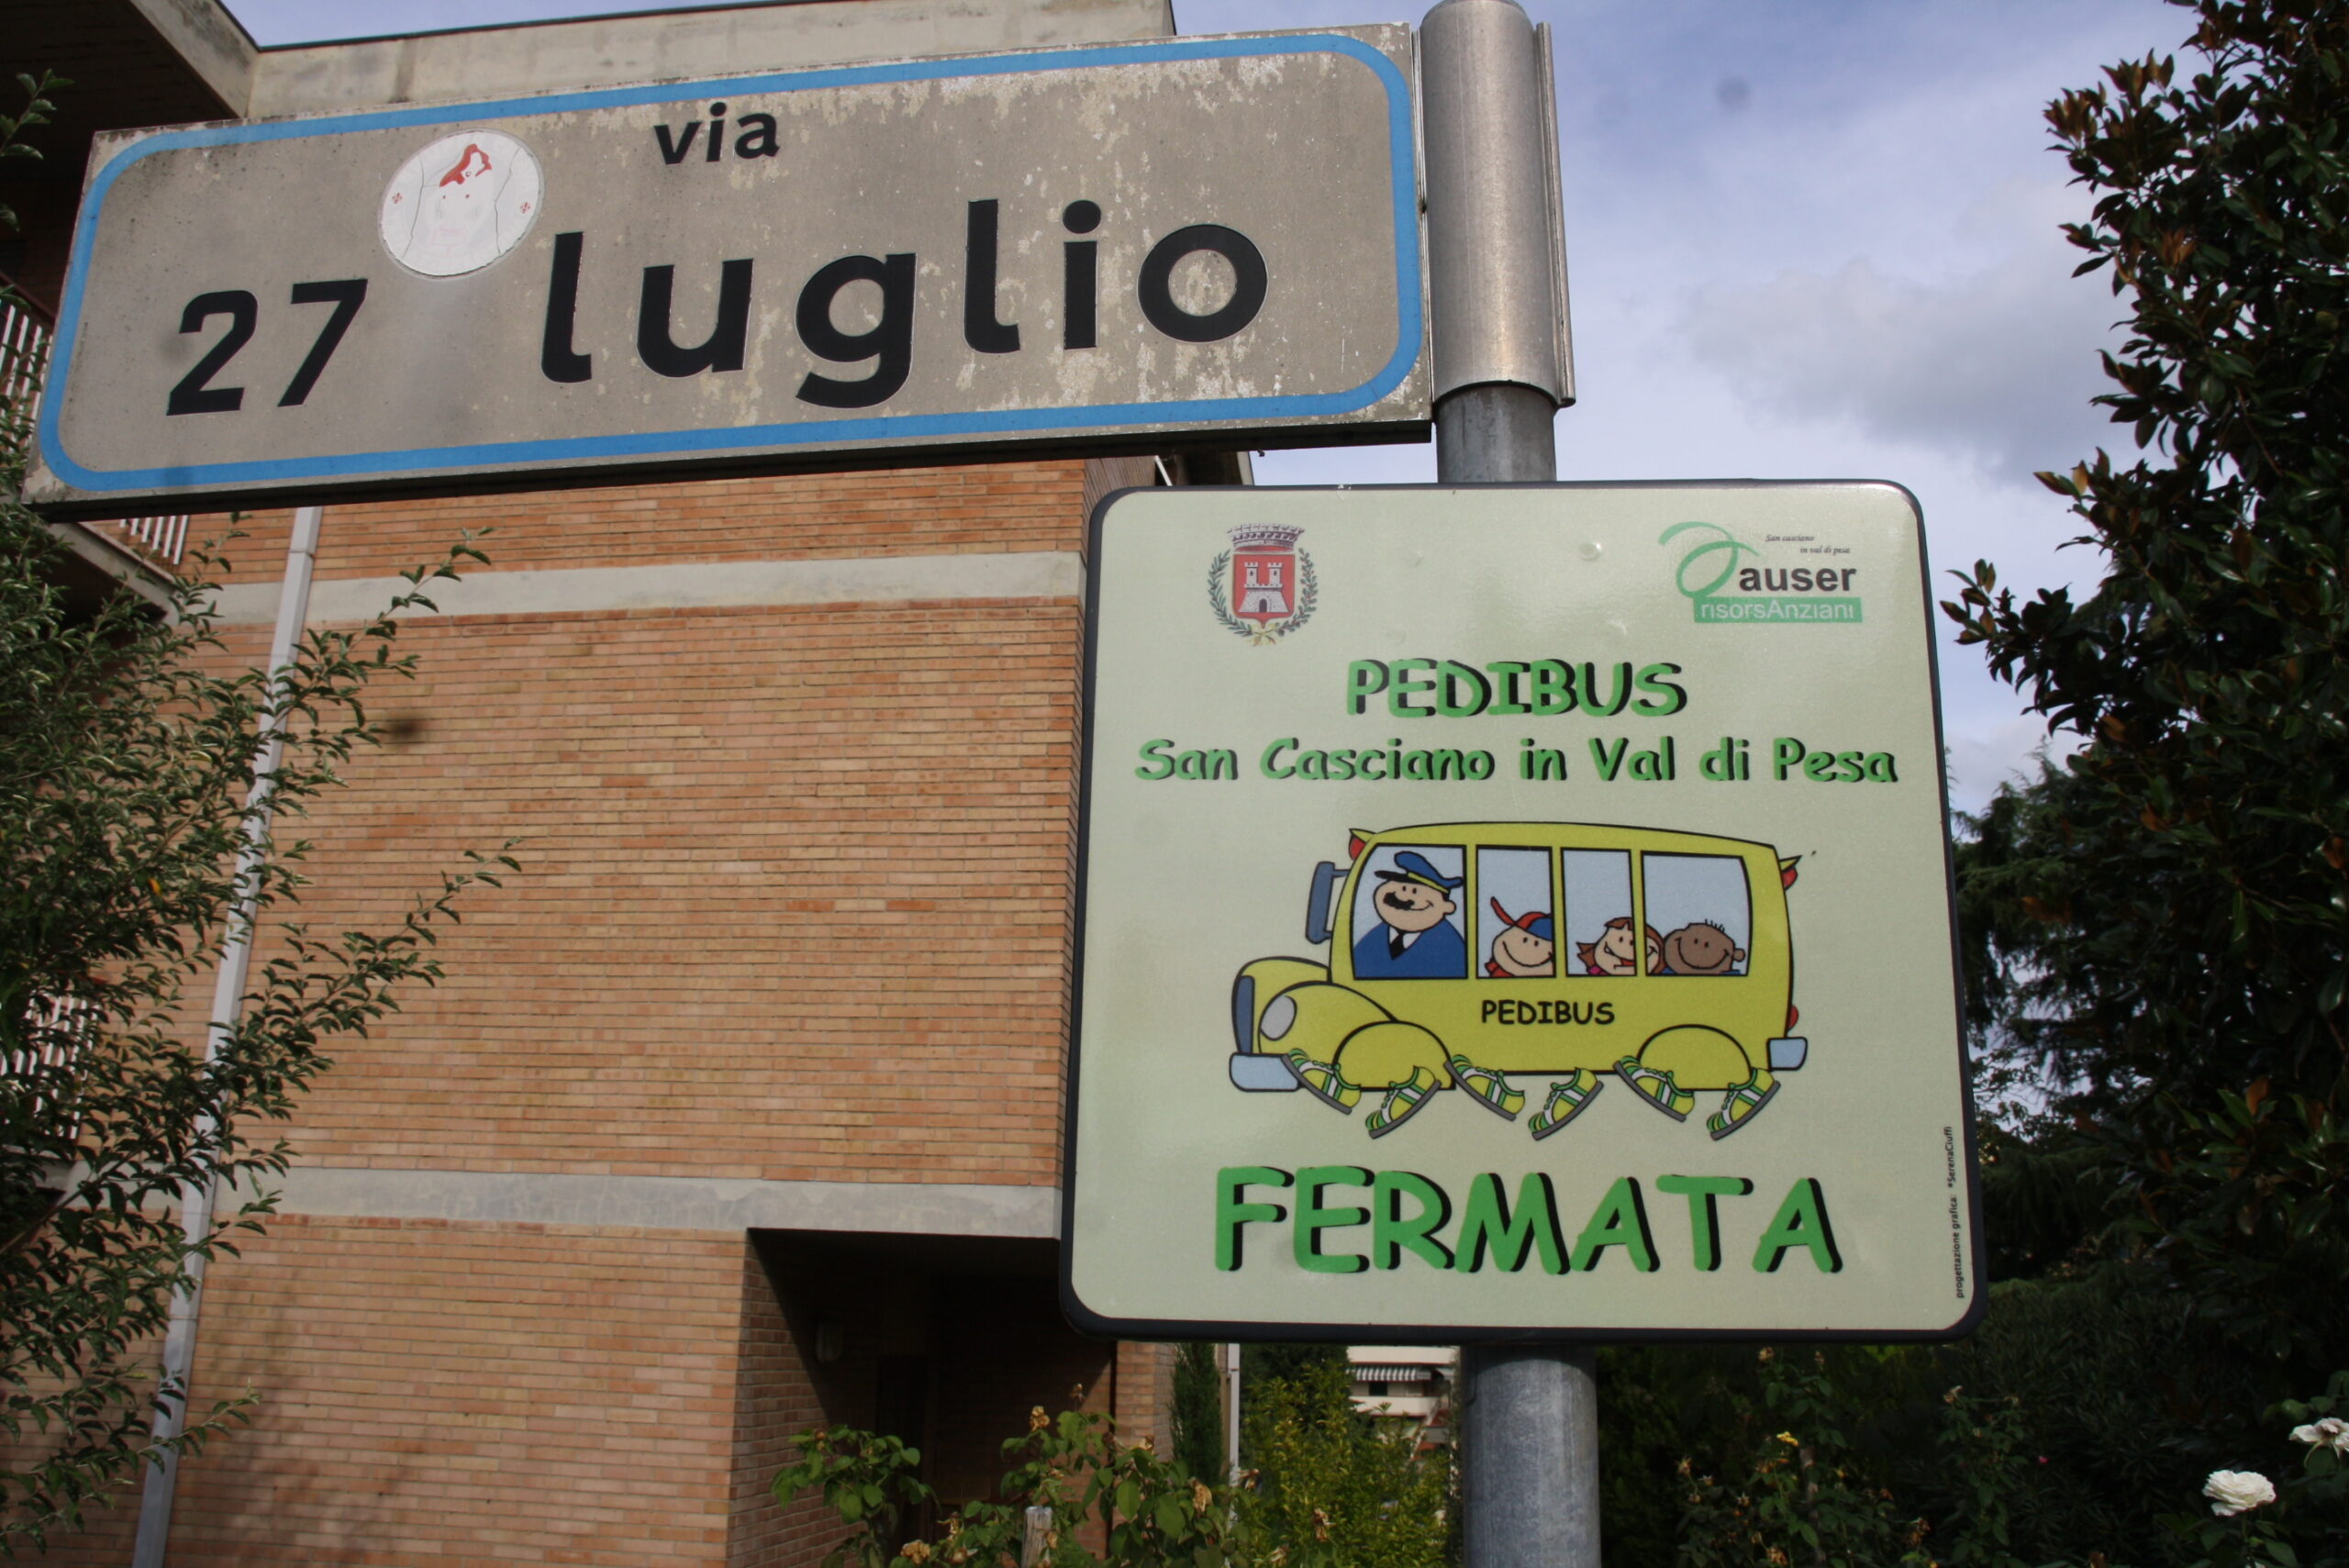 via
27 luglio
San casciano
in val di pesa
auser
risorsAnziani
PEDIBUS
San Casciano in Val di Pesa
PEDIBUS
FERMATA
progettazione grafica: *SerenaCiuffi